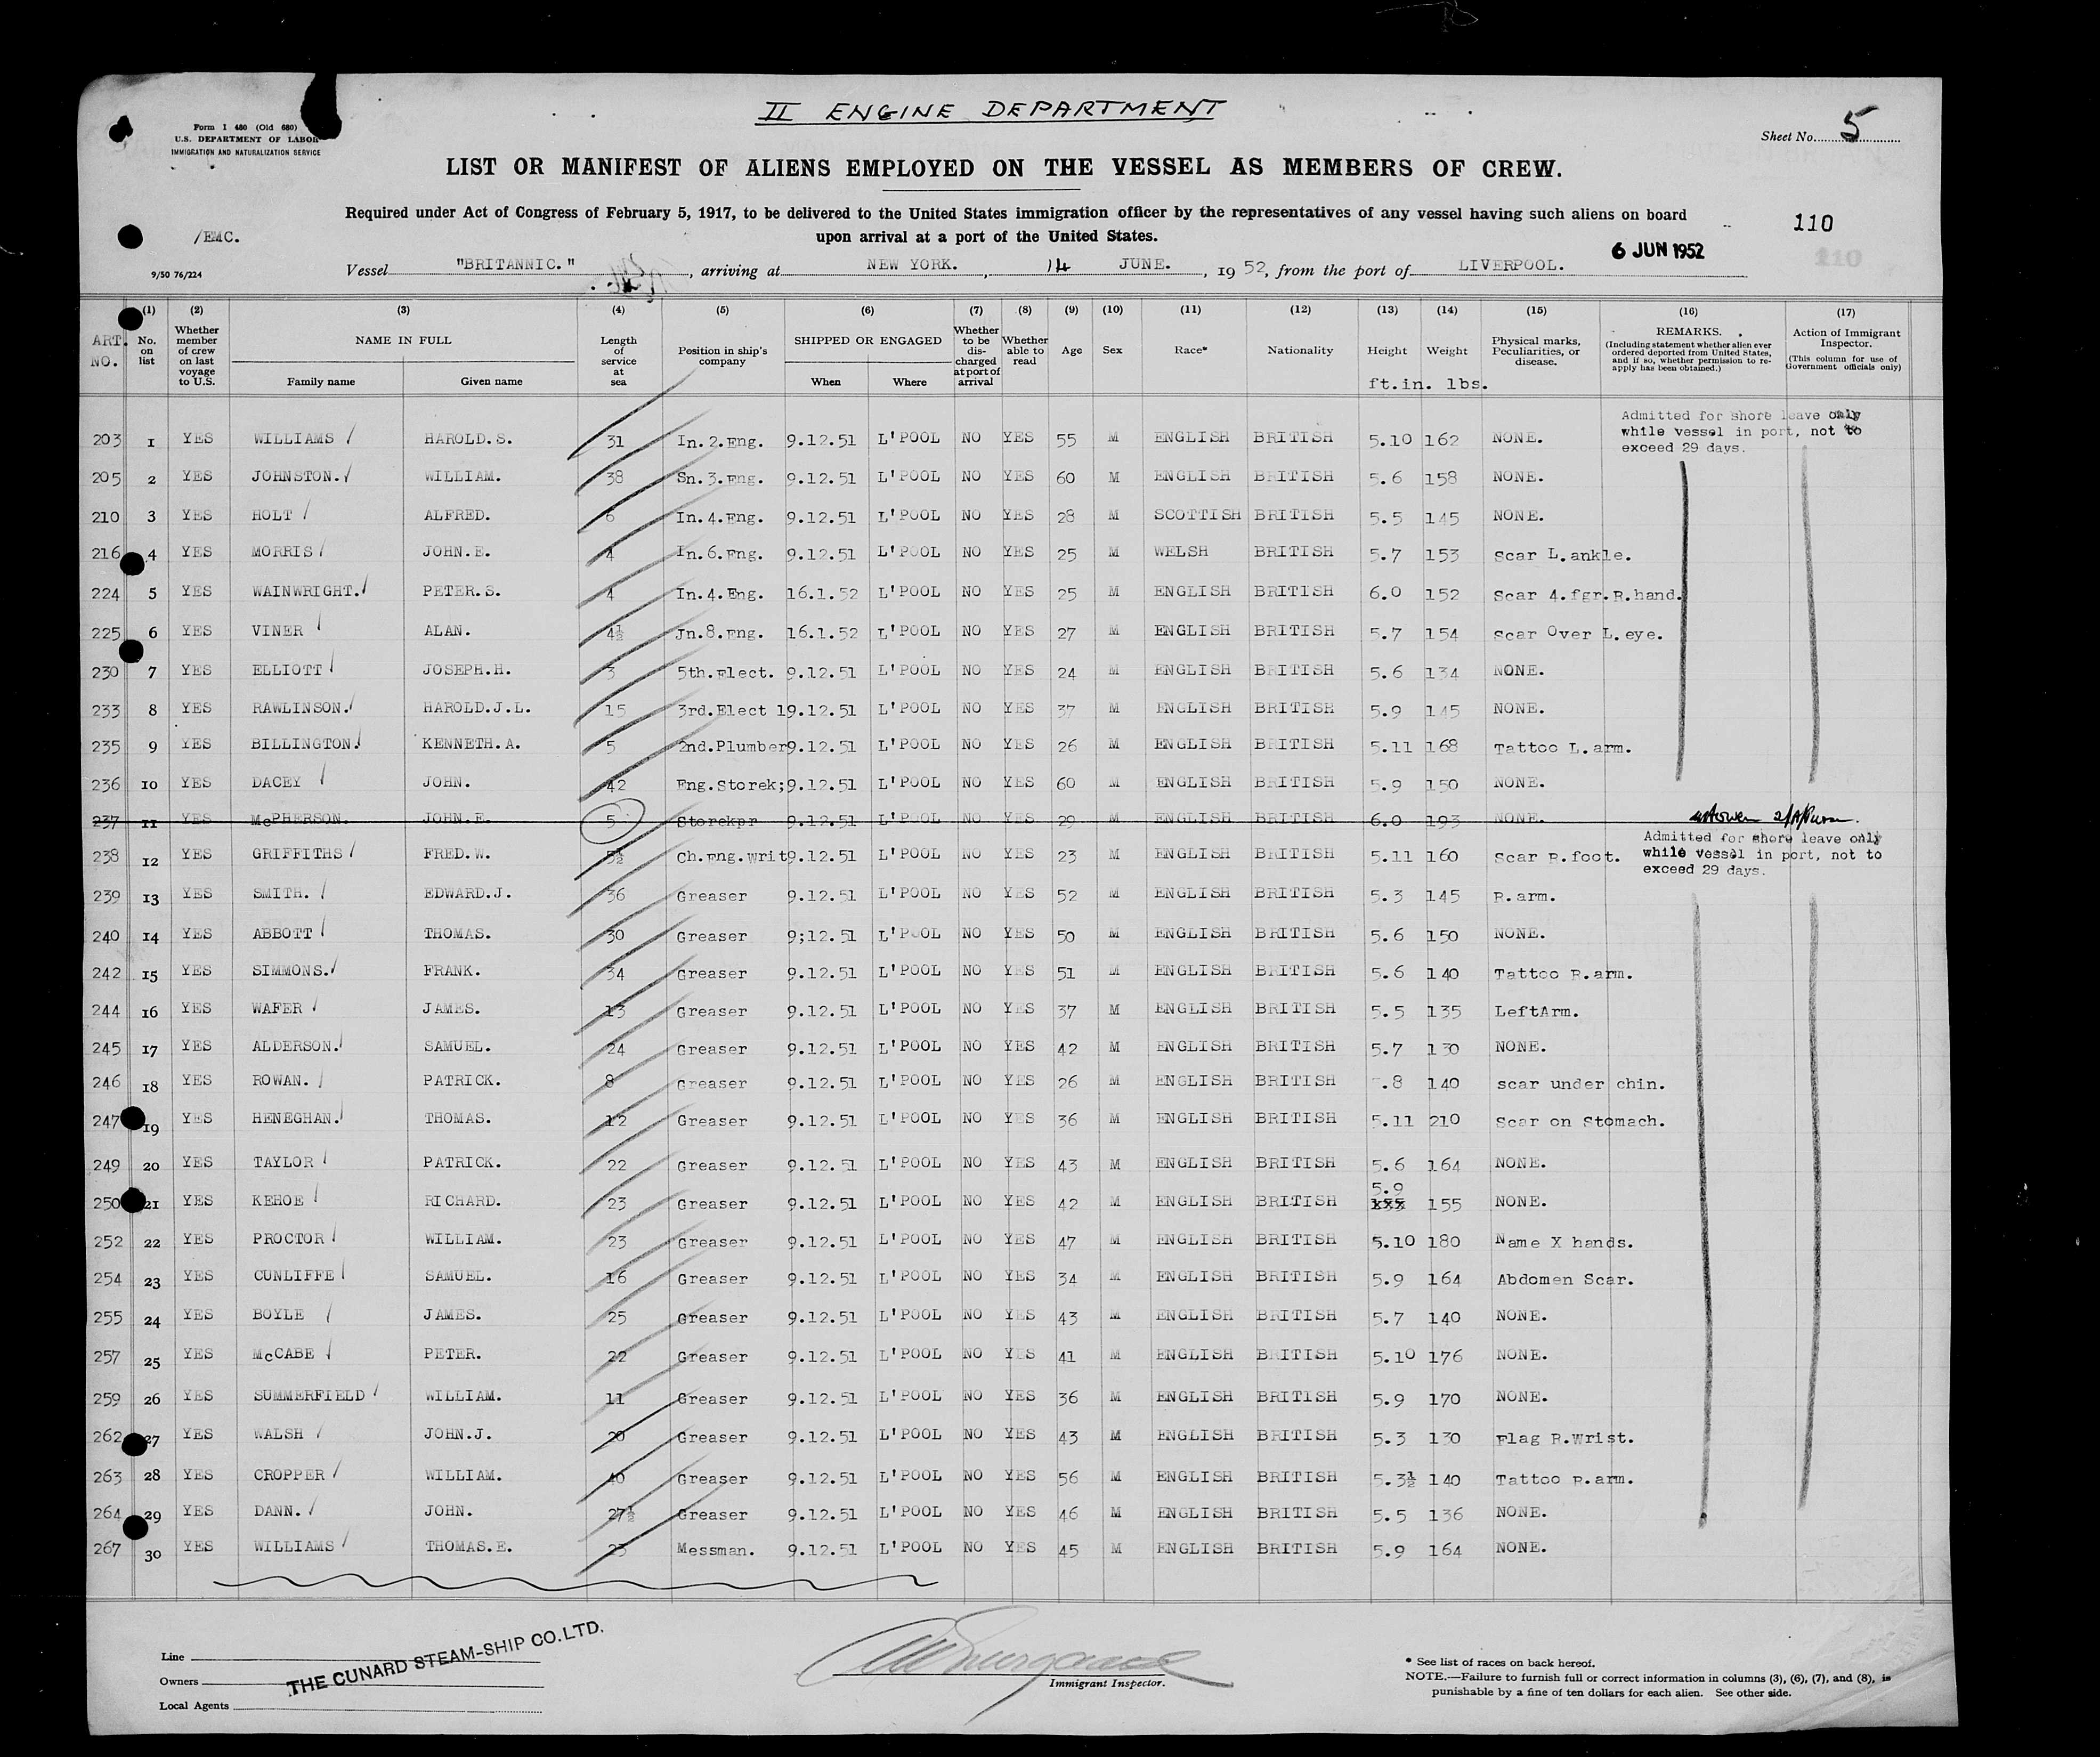 II ENGINE DEPARTMENT
Form I 480 (Old 680)
U.S. DEPARTMENT OF LABOR
IMMIGRATION AND NATURALIZATION SERVICE
Sheet No. 5
LIST OR MANIFEST OF ALIENS EMPLOYED ON THE VESSEL AS MEMBERS OF CREW.
Required under Act of Congress of February 5, 1917, to be delivered to the United States immigration officer by the representatives of any vessel having such aliens on board
upon arrival at a port of the United States.
110
/EMC.
6 JUN 1952
110
9/50 76/224
Vessel "BRITANNIC.", arriving at NEW YORK., 14 JUNE., 19 52, from the port of LIVERPOOL.
(1) (2) (3) (4) (5) (6) (7) (8) (9) (10) (11) (12) (13) (14) (15) (16) (17)
ART. NO. No. on list Whether member of crew on last voyage to U.S. NAME IN FULL Family name Given name Length of service at sea Position in ship's company SHIPPED OR ENGAGED When Where Whether to be discharged at port of arrival Whether able to read Age Sex Race* Nationality Height Weight Physical marks, Peculiarities, or disease. REMARKS. (Including statement whether alien ever ordered deported from United States, and if so, whether permission to re-apply has been obtained.) Action of Immigrant Inspector. (This column for use of Government officials only)
ft.in. lbs.
Admitted for shore leave only
while vessel in port, not to
exceed 29 days.
203 1 YES WILLIAMS HAROLD.S. 31 In.2.Eng. 9.12.51 L'POOL NO YES 55 M ENGLISH BRITISH 5.10 162 NONE.
205 2 YES JOHNSTON. WILLIAM. 38 Sn.3.Eng. 9.12.51 L'POOL NO YES 60 M ENGLISH BRITISH 5.6 158 NONE.
210 3 YES HOLT ALFRED. 6 In.4.Eng. 9.12.51 L'POOL NO YES 28 M SCOTTISH BRITISH 5.5 145 NONE.
216 4 YES MORRIS JOHN.E. 4 In.6.Eng. 9.12.51 L'POOL NO YES 25 M WELSH BRITISH 5.7 153 Scar L.ankle.
224 5 YES WAINWRIGHT. PETER.S. 4 In.4.Eng. 16.1.52 L'POOL NO YES 25 M ENGLISH BRITISH 6.0 152 Scar 4.fgr.R.hand.
225 6 YES VINER ALAN. 4½ Jn.8.Eng. 16.1.52 L'POOL NO YES 27 M ENGLISH BRITISH 5.7 154 Scar Over L.eye.
230 7 YES ELLIOTT JOSEPH.H. 3 5th.Elect. 9.12.51 L'POOL NO YES 24 M ENGLISH BRITISH 5.6 134 NONE.
233 8 YES RAWLINSON. HAROLD.J.L. 15 3rd.Elect 19.12.51 L'POOL NO YES 37 M ENGLISH BRITISH 5.9 145 NONE.
235 9 YES BILLINGTON. KENNETH.A. 5 2nd.Plumber 9.12.51 L'POOL NO YES 26 M ENGLISH BRITISH 5.11 168 Tattoo L.arm.
236 10 YES DACEY JOHN. 42 Eng.Storek; 9.12.51 L'POOL NO YES 60 M ENGLISH BRITISH 5.9 150 NONE.
237 11 YES McPHERSON. JOHN.E. 5 Storekpr 9.12.51 L'POOL NO YES 29 M ENGLISH BRITISH 6.0 193 NONE.
Admitted for shore leave only
while vessel in port, not to
exceed 29 days.
238 12 YES GRIFFITHS FRED.W. 5½ Ch.Eng.Writ 9.12.51 L'POOL NO YES 23 M ENGLISH BRITISH 5.11 160 Scar R.foot.
239 13 YES SMITH. EDWARD.J. 36 Greaser 9.12.51 L'POOL NO YES 52 M ENGLISH BRITISH 5.3 145 R.arm.
240 14 YES ABBOTT THOMAS. 30 Greaser 9;12.51 L'POOL NO YES 50 M ENGLISH BRITISH 5.6 150 NONE.
242 15 YES SIMMONS. FRANK. 34 Greaser 9.12.51 L'POOL NO YES 51 M ENGLISH BRITISH 5.6 140 Tattoo R.arm.
244 16 YES WAFER JAMES. 13 Greaser 9.12.51 L'POOL NO YES 37 M ENGLISH BRITISH 5.5 135 LeftArm.
245 17 YES ALDERSON. SAMUEL. 24 Greaser 9.12.51 L'POOL NO YES 42 M ENGLISH BRITISH 5.7 130 NONE.
246 18 YES ROWAN. PATRICK. 8 Greaser 9.12.51 L'POOL NO YES 26 M ENGLISH BRITISH .8 140 scar under chin.
247 19 YES HENEGHAN. THOMAS. 12 Greaser 9.12.51 L'POOL NO YES 36 M ENGLISH BRITISH 5.11 210 Scar on Stomach.
249 20 YES TAYLOR PATRICK. 22 Greaser 9.12.51 L'POOL NO YES 43 M ENGLISH BRITISH 5.6 164 NONE.
250 21 YES KEHOE RICHARD. 23 Greaser 9.12.51 L'POOL NO YES 42 M ENGLISH BRITISH 5.9 155 NONE.
252 22 YES PROCTOR WILLIAM. 23 Greaser 9.12.51 L'POOL NO YES 47 M ENGLISH BRITISH 5.10 180 Name X hands.
254 23 YES CUNLIFFE SAMUEL. 16 Greaser 9.12.51 L'POOL NO YES 34 M ENGLISH BRITISH 5.9 164 Abdomen Scar.
255 24 YES BOYLE JAMES. 25 Greaser 9.12.51 L'POOL NO YES 43 M ENGLISH BRITISH 5.7 140 NONE.
257 25 YES McCABE PETER. 22 Greaser 9.12.51 L'POOL NO YES 41 M ENGLISH BRITISH 5.10 176 NONE.
259 26 YES SUMMERFIELD WILLIAM. 11 Greaser 9.12.51 L'POOL NO YES 36 M ENGLISH BRITISH 5.9 170 NONE.
262 27 YES WALSH JOHN.J. 20 Greaser 9.12.51 L'POOL NO YES 43 M ENGLISH BRITISH 5.3 130 Flag R.Wrist.
263 28 YES CROPPER WILLIAM. 40 Greaser 9.12.51 L'POOL NO YES 56 M ENGLISH BRITISH 5.3½ 140 Tattoo R.arm.
264 29 YES DANN. JOHN. 27½ Greaser 9.12.51 L'POOL NO YES 46 M ENGLISH BRITISH 5.5 136 NONE.
267 30 YES WILLIAMS THOMAS.E. 23 Messman. 9.12.51 L'POOL NO YES 45 M ENGLISH BRITISH 5.9 164 NONE.
Line
Owners THE CUNARD STEAM-SHIP CO.LTD.
Local Agents
Immigrant Inspector.
* See list of races on back hereof.
NOTE.—Failure to furnish full or correct information in columns (3), (6), (7), and (8), is
punishable by a fine of ten dollars for each alien. See other side.